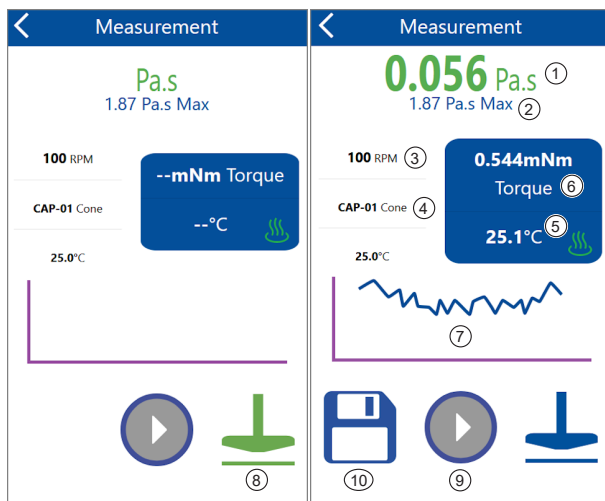 Measurement
Pa.s
1.87 Pa.s Max
100 RPM
--mNm Torque
CAP-01 Cone
--°C
25.0°C
8
Measurement
0.056 Pa.s 1
1.87 Pa.s Max 2
100 RPM 3
0.544mNm
Torque 6
CAP-01 Cone 4
25.1°C 5
25.0°C
7
10
9